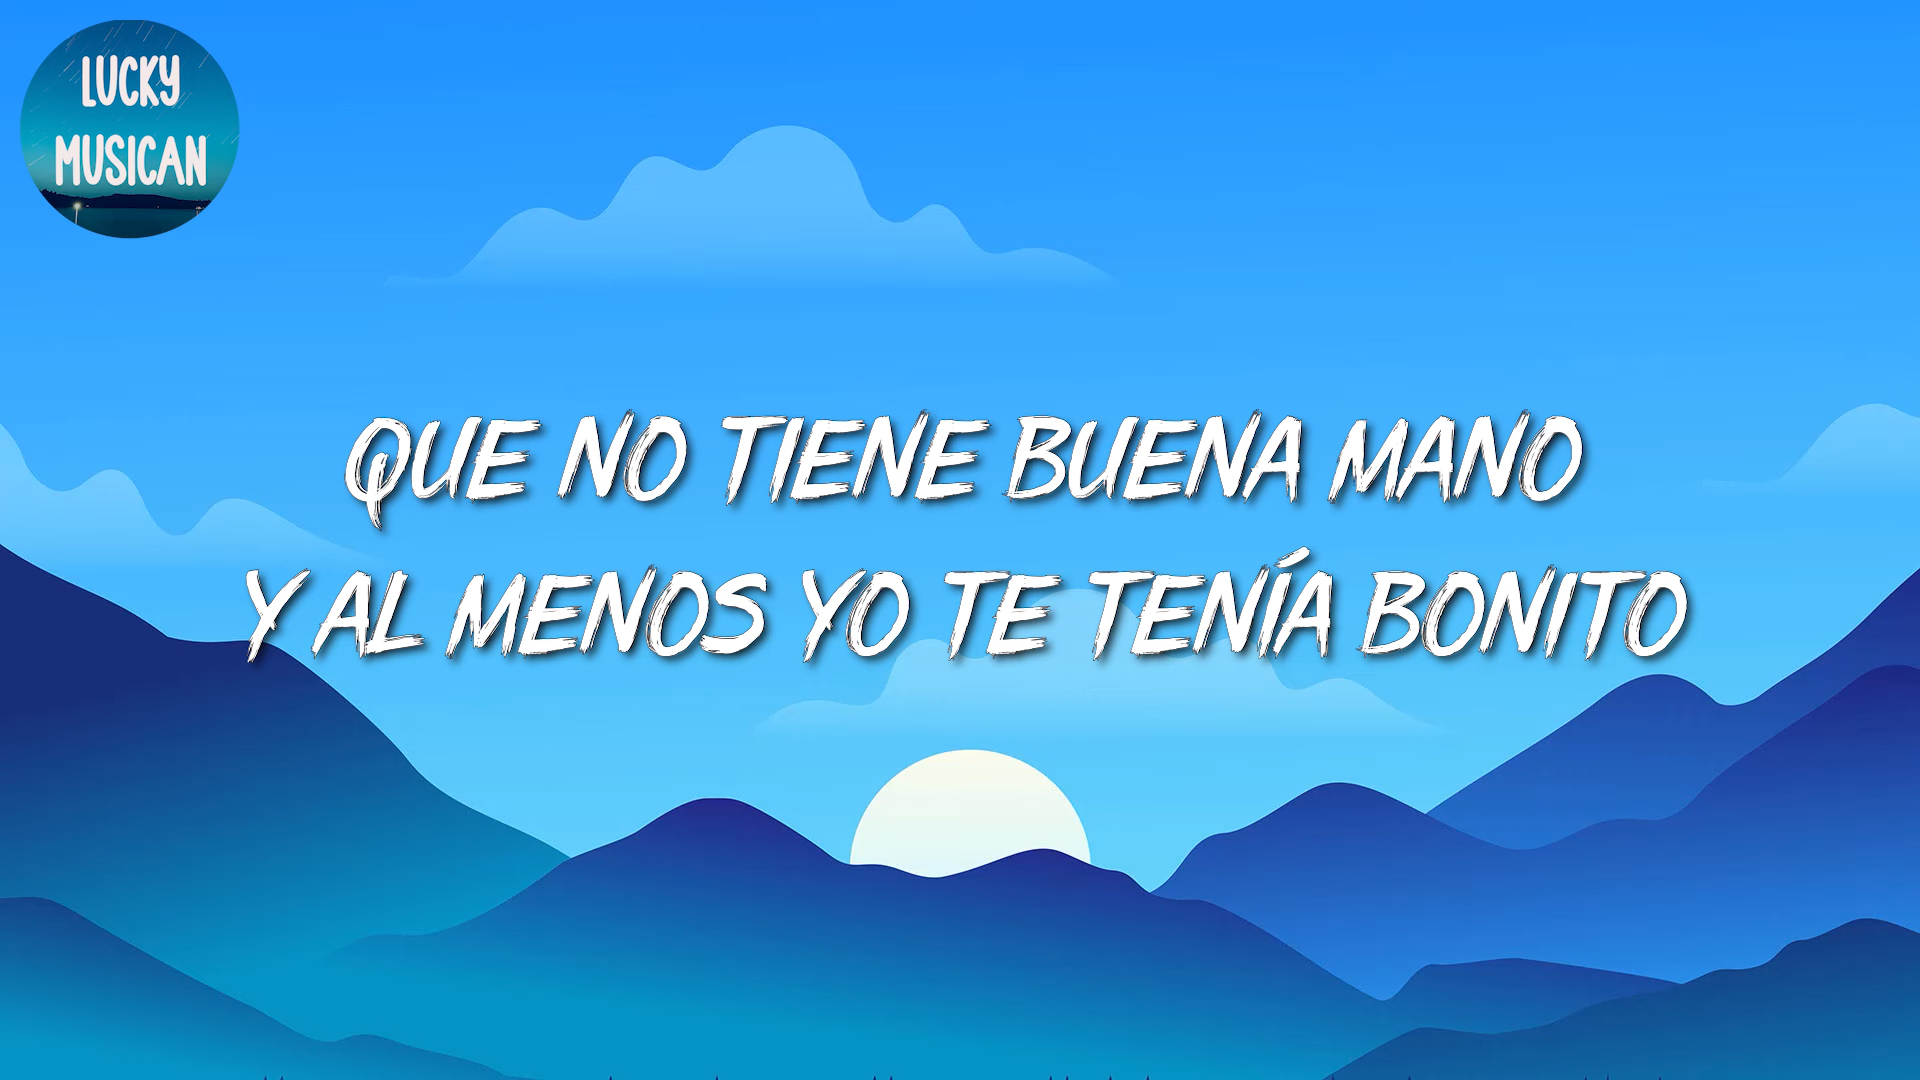 LUCKY
MUSICAN
QUE NO TIENE BUENA MANO
Y AL MENOS YO TE TENÍA BONITO